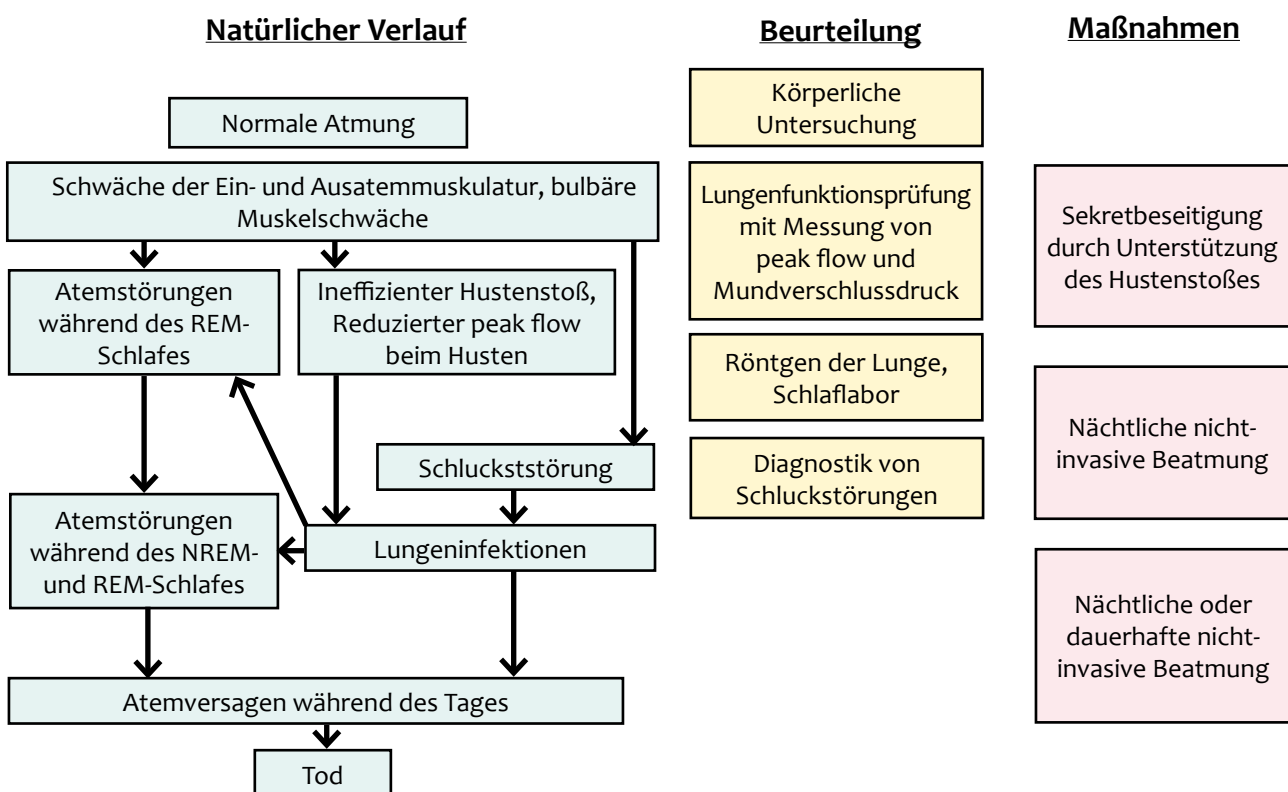 Natürlicher Verlauf
Normale Atmung
Schwäche der Ein- und Ausatemmuskulatur, bulbäre
Muskelschwäche
Atemstörungen
während des REM-
Schlafes
Ineffizienter Hustenstoß,
Reduzierter peak flow
beim Husten
Schluckststörung
Atemstörungen
während des NREM-
und REM-Schlafes
Lungeninfektionen
Atemversagen während des Tages
Tod
Beurteilung
Körperliche
Untersuchung
Lungenfunktionsprüfung
mit Messung von
peak flow und
Mundverschlussdruck
Röntgen der Lunge,
Schlaflabor
Diagnostik von
Schluckstörungen
Maßnahmen
Sekretbeseitigung
durch Unterstützung
des Hustenstoßes
Nächtliche nicht-
invasive Beatmung
Nächtliche oder
dauerhafte nicht-
invasive Beatmung